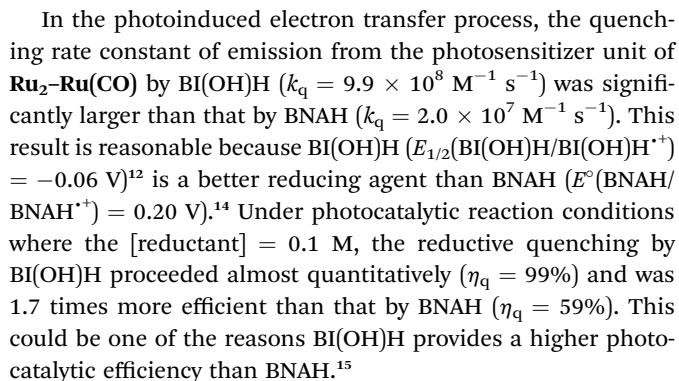 In the photoinduced electron transfer process, the quench-
ing rate constant of emission from the photosensitizer unit of
Ru₂–Ru(CO) by BI(OH)H (kq = 9.9 × 10⁸ M⁻¹ s⁻¹) was signifi-
cantly larger than that by BNAH (kq = 2.0 × 10⁷ M⁻¹ s⁻¹). This
result is reasonable because BI(OH)H (E₁/₂(BI(OH)H/BI(OH)H˙⁺)
= −0.06 V)¹² is a better reducing agent than BNAH (E°(BNAH/
BNAH˙⁺) = 0.20 V).¹⁴ Under photocatalytic reaction conditions
where the [reductant] = 0.1 M, the reductive quenching by
BI(OH)H proceeded almost quantitatively (ηq = 99%) and was
1.7 times more efficient than that by BNAH (ηq = 59%). This
could be one of the reasons BI(OH)H provides a higher photo-
catalytic efficiency than BNAH.¹⁵